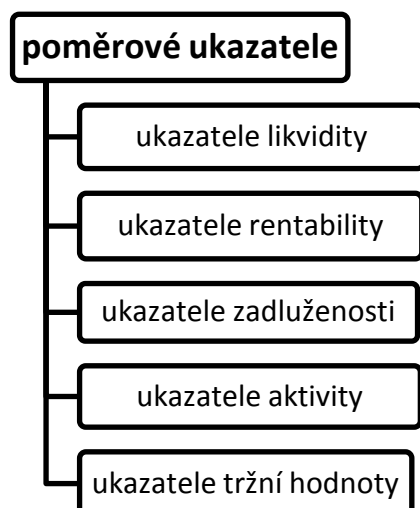 poměrové ukazatele
ukazatele likvidity
ukazatele rentability
ukazatele zadluženosti
ukazatele aktivity
ukazatele tržní hodnoty